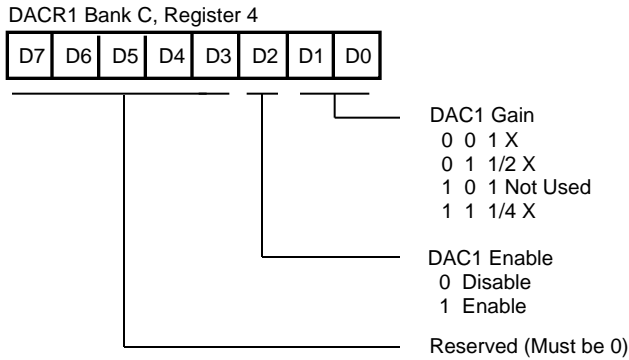 DACR1 Bank C, Register 4
D7 D6 D5 D4 D3 D2 D1 D0
DAC1 Gain
0 0 1 X
0 1 1/2 X
1 0 1 Not Used
1 1 1/4 X
DAC1 Enable
0 Disable
1 Enable
Reserved (Must be 0)